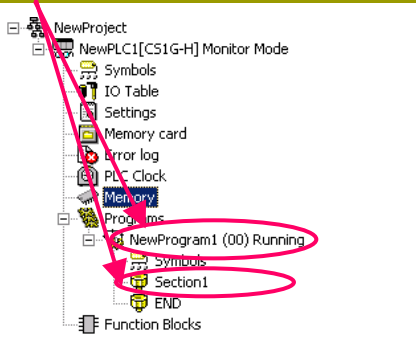 NewProject
NewPLC1[CS1G-H] Monitor Mode
Symbols
IO Table
Settings
Memory card
Error log
PLC Clock
Memory
Programs
NewProgram1 (00) Running
Symbols
Section1
END
Function Blocks